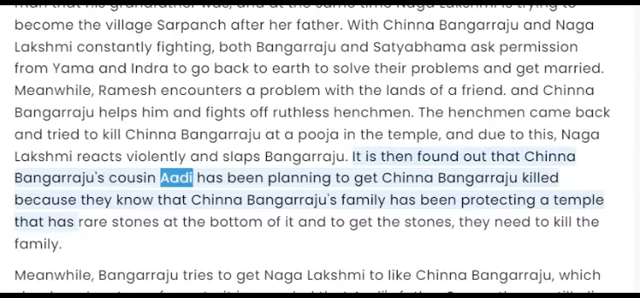 become the village Sarpanch after her father. With Chinna Bangarraju and Naga
Lakshmi constantly fighting, both Bangarraju and Satyabhama ask permission
from Yama and Indra to go back to earth to solve their problems and get married.
Meanwhile, Ramesh encounters a problem with the lands of a friend. and Chinna
Bangarraju helps him and fights off ruthless henchmen. The henchmen came back
and tried to kill Chinna Bangarraju at a pooja in the temple, and due to this, Naga
Lakshmi reacts violently and slaps Bangarraju. It is then found out that Chinna
Bangarraju's cousin Aadi has been planning to get Chinna Bangarraju killed
because they know that Chinna Bangarraju's family has been protecting a temple
that has rare stones at the bottom of it and to get the stones, they need to kill the
family.
Meanwhile, Bangarraju tries to get Naga Lakshmi to like Chinna Bangarraju, which